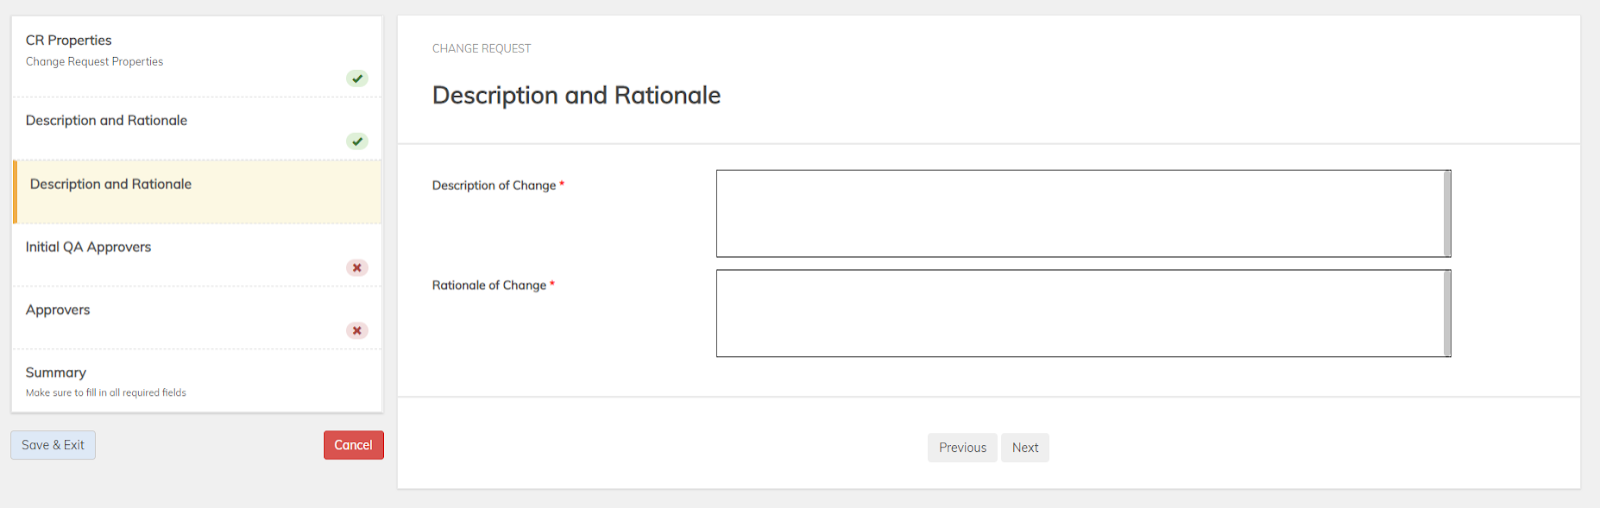 CR Properties
Change Request Properties
Description and Rationale
Description and Rationale
Initial QA Approvers
Approvers
Summary
Make sure to fill in all required fields
Save & Exit
Cancel
CHANGE REQUEST
Description and Rationale
Description of Change *
Rationale of Change *
Previous
Next